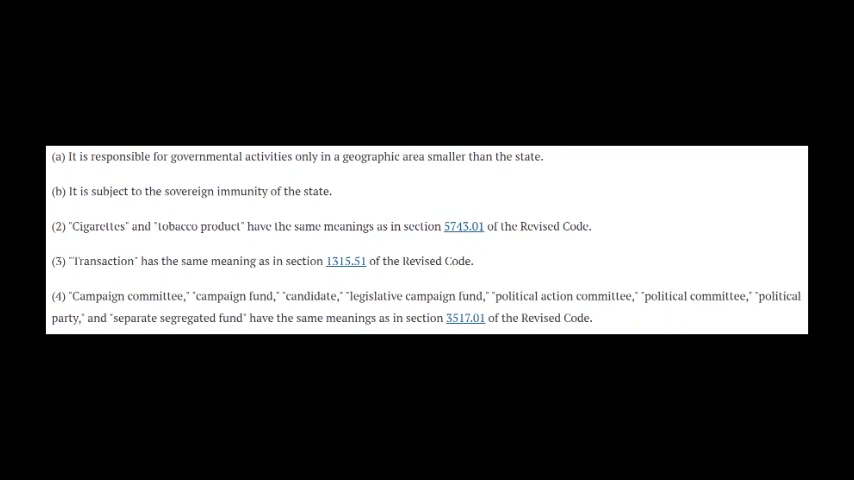 (a) It is responsible for governmental activities only in a geographic area smaller than the state.
(b) It is subject to the sovereign immunity of the state.
(2) "Cigarettes" and "tobacco product" have the same meanings as in section 5743.01 of the Revised Code.
(3) "Transaction" has the same meaning as in section 1315.51 of the Revised Code.
(4) "Campaign committee," "campaign fund," "candidate," "legislative campaign fund," "political action committee," "political committee," "political
party," and "separate segregated fund" have the same meanings as in section 3517.01 of the Revised Code.